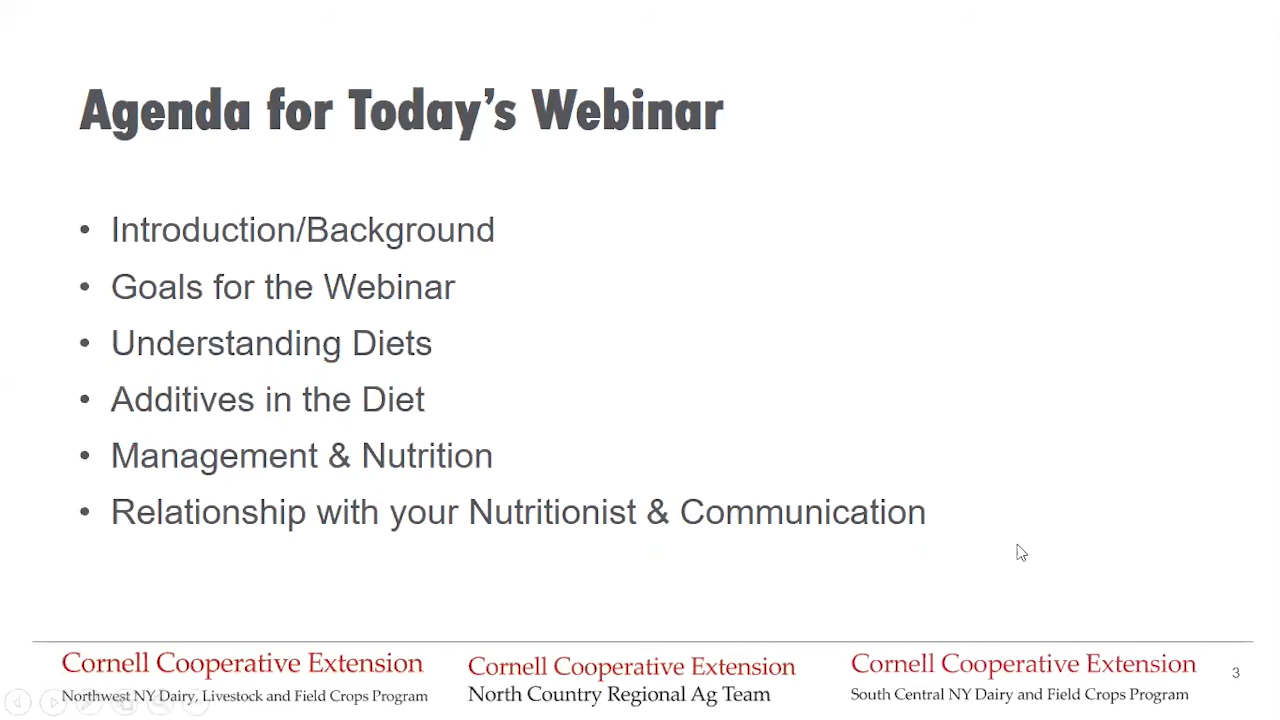 Agenda for Today’s Webinar
• Introduction/Background
• Goals for the Webinar
• Understanding Diets
• Additives in the Diet
• Management & Nutrition
• Relationship with your Nutritionist & Communication
Cornell Cooperative Extension
Northwest NY Dairy, Livestock and Field Crops Program
Cornell Cooperative Extension
North Country Regional Ag Team
Cornell Cooperative Extension
South Central NY Dairy and Field Crops Program
3